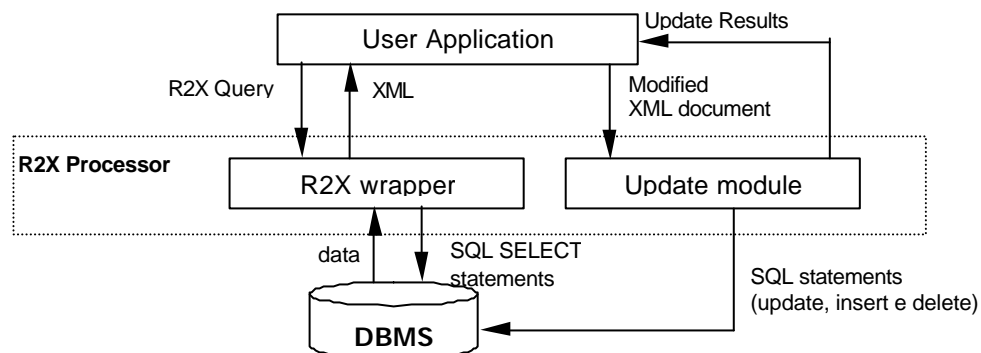 Update Results
User Application
R2X Query
XML
Modified
XML document
R2X Processor
R2X wrapper
Update module
data
SQL SELECT
statements
SQL statements
(update, insert e delete)
DBMS